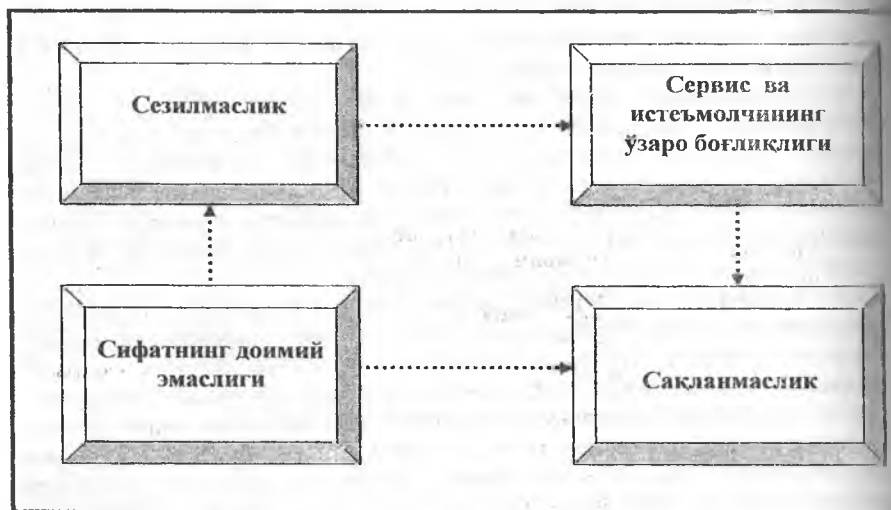 Сезилмаслик
Сервис ва
истеъмолчининг
ўзаро боғлиқлиги
Сифатнинг доимий
эмаслиги
Сақланмаслик